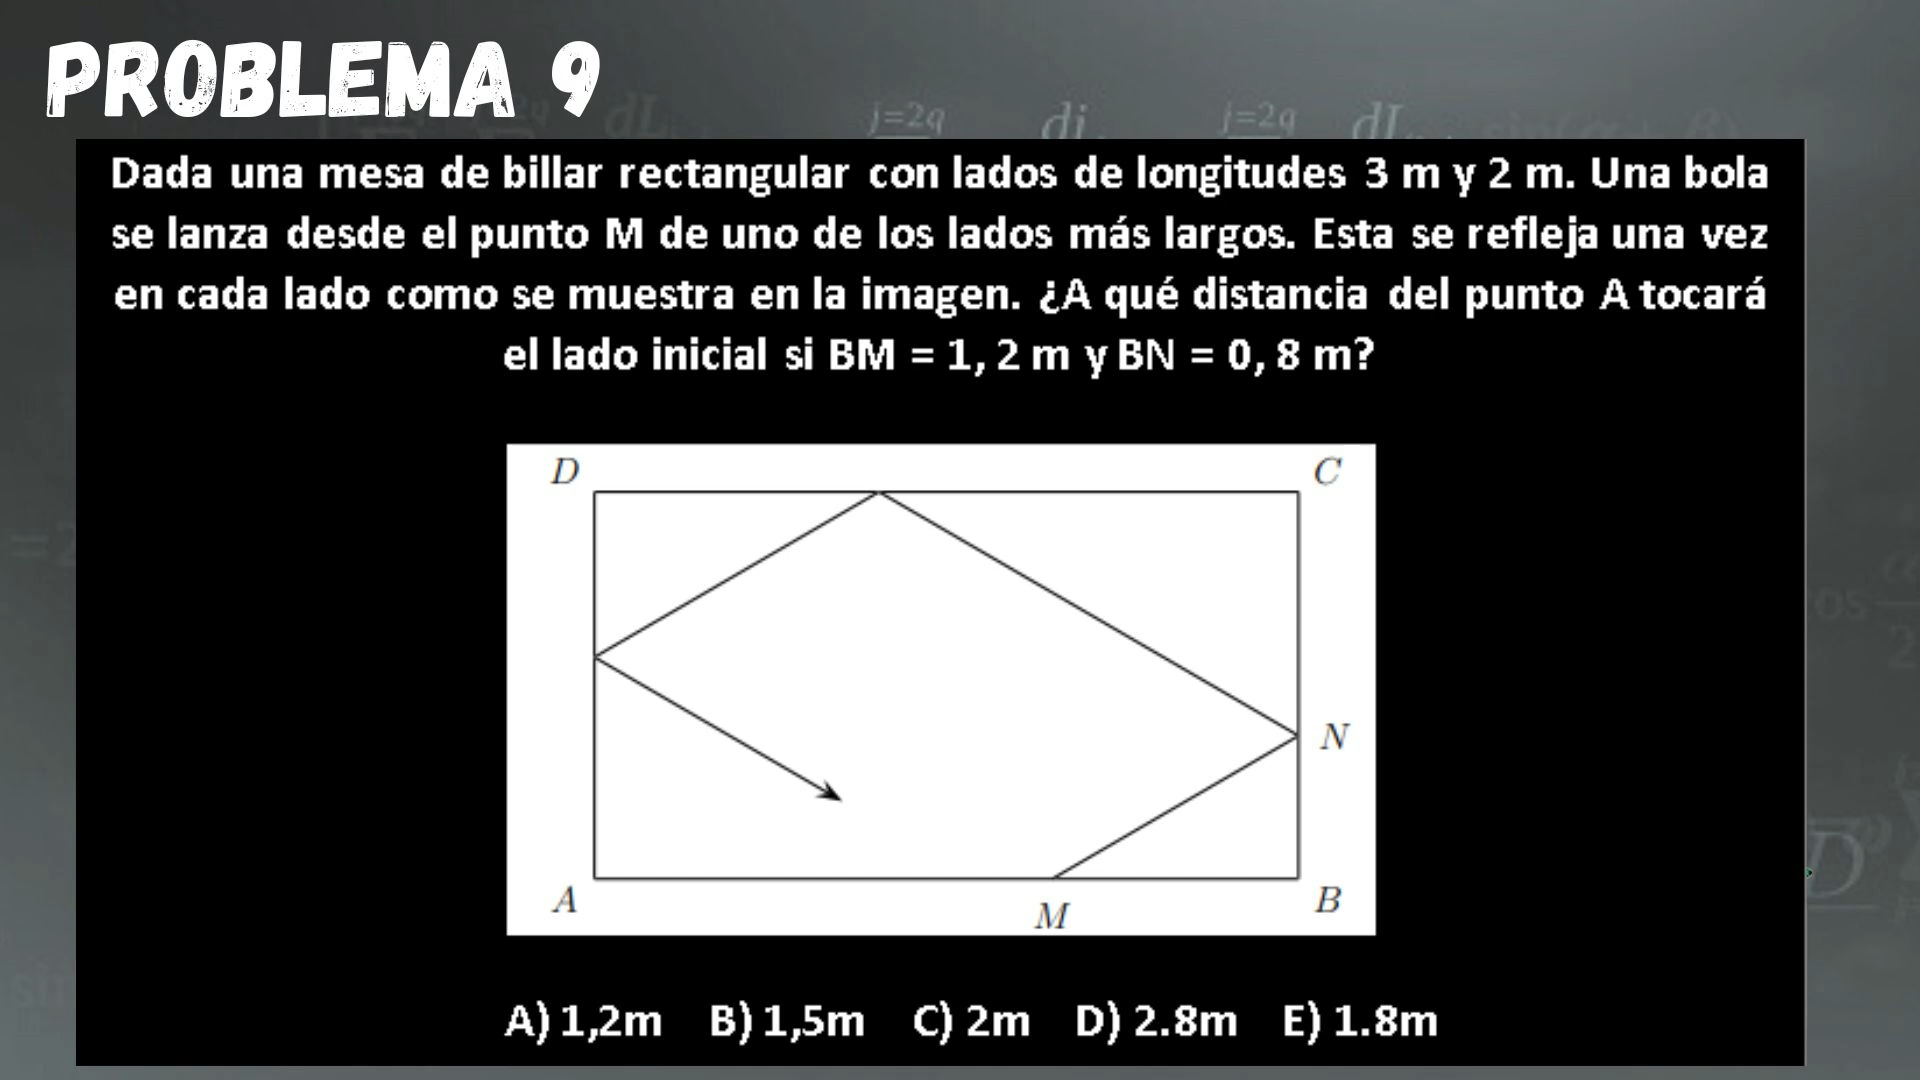 PROBLEMA 9
j=2q di j=2q
Dada una mesa de billar rectangular con lados de longitudes 3 m y 2 m. Una bola
se lanza desde el punto M de uno de los lados más largos. Esta se refleja una vez
en cada lado como se muestra en la imagen. ¿A qué distancia del punto A tocará
el lado inicial si BM = 1, 2 m y BN = 0, 8 m?
D C
N
A B
M
A) 1,2m B) 1,5m C) 2m D) 2.8m E) 1.8m